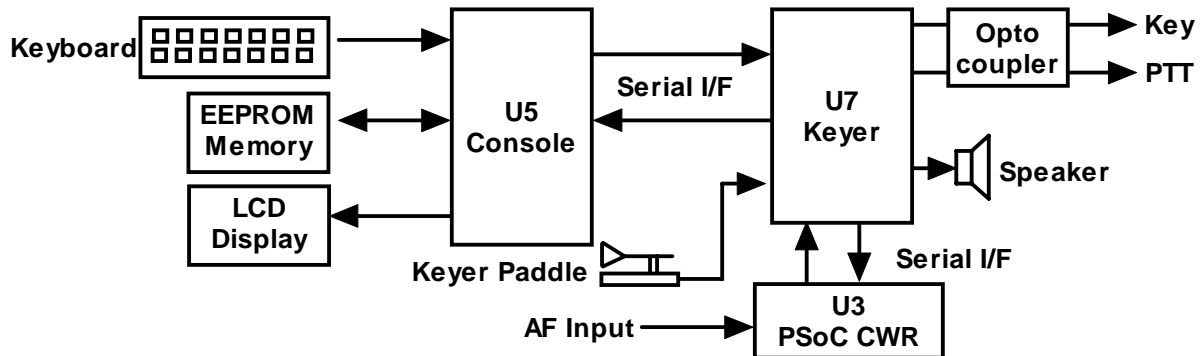 Keyboard
EEPROM
Memory
LCD
Display
U5
Console
Serial I/F
Keyer Paddle
AF Input
U7
Keyer
Opto
coupler
Key
PTT
Speaker
Serial I/F
U3
PSoC CWR